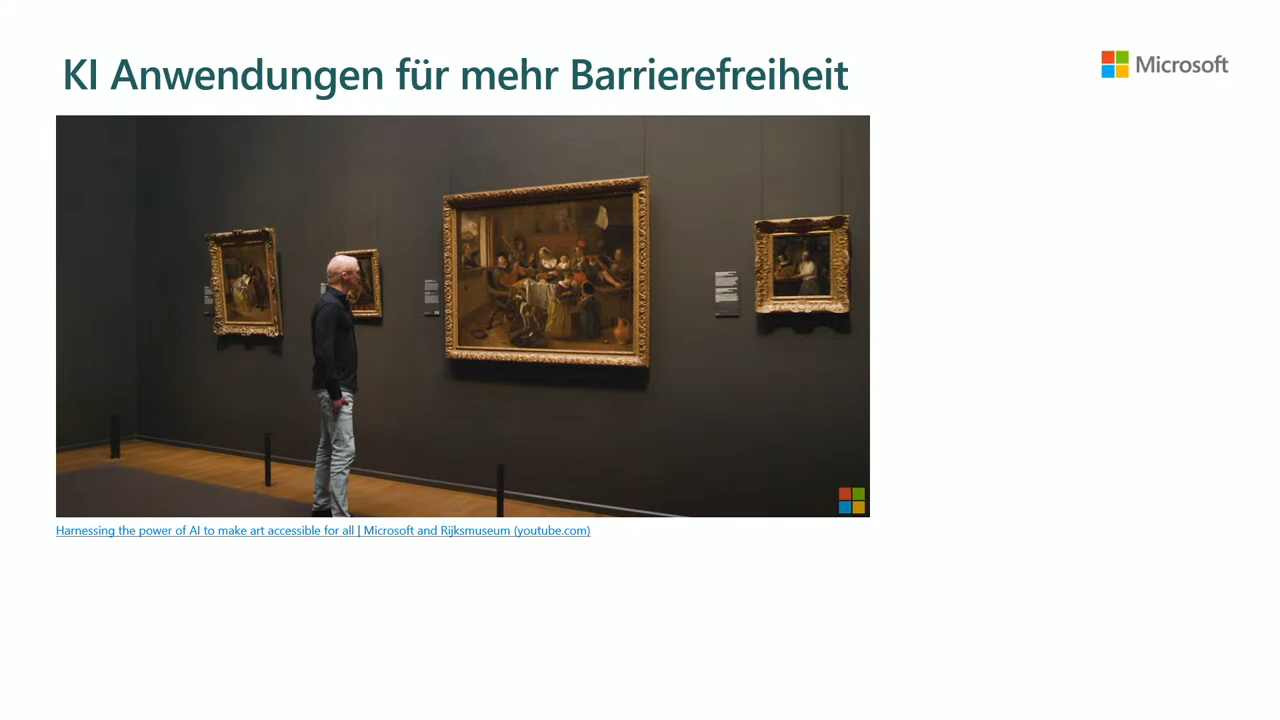 KI Anwendungen für mehr Barrierefreiheit
Microsoft
Harnessing the power of AI to make art accessible for all | Microsoft and Rijksmuseum (youtube.com)